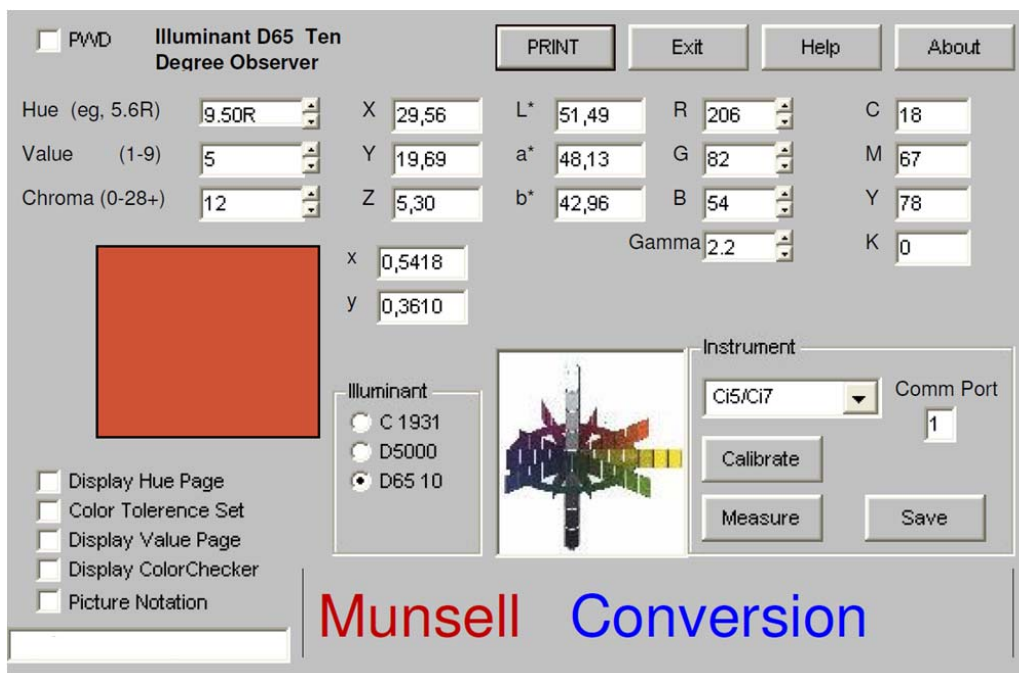 PWD Illuminant D65 Ten
Degree Observer
PRINT Exit Help About
Hue (eg, 5.6R) 9.50R X 29,56 L* 51,49 R 206 C 18
Value (1-9) 5 Y 19,69 a* 48,13 G 82 M 67
Chroma (0-28+) 12 Z 5,30 b* 42,96 B 54 Y 78
Gamma 2.2 K 0
x 0,5418
y 0,3610
Illuminant
C 1931
D5000
D65 10
Instrument
Ci5/Ci7 Comm Port
1
Calibrate
Measure Save
Display Hue Page
Color Tolerence Set
Display Value Page
Display ColorChecker
Picture Notation
Munsell Conversion